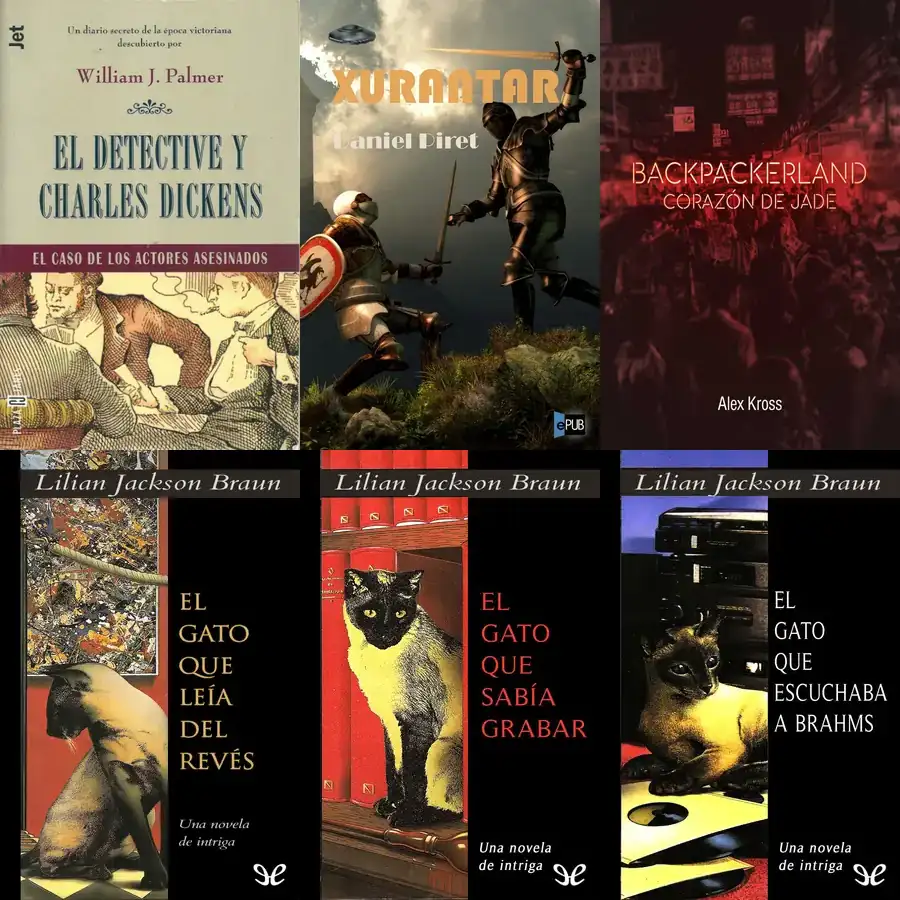 Jet
Un diario secreto de la época victoriana
descubierto por
William J. Palmer
EL DETECTIVE Y
CHARLES DICKENS
EL CASO DE LOS ACTORES ASESINADOS
PLAZA & JANES
XURANTAR
Daniel Piret
ePUB
BACKPACKERLAND
CORAZÓN DE JADE
Alex Kross
Lilian Jackson Braun
EL
GATO
QUE
LEÍA
DEL
REVÉS
Una novela
de intriga
Lilian Jackson Braun
EL
GATO
QUE
SABÍA
GRABAR
Una novela
de intriga
Lilian Jackson Braun
EL
GATO
QUE
ESCUCHABA
A BRAHMS
Una novela
de intriga